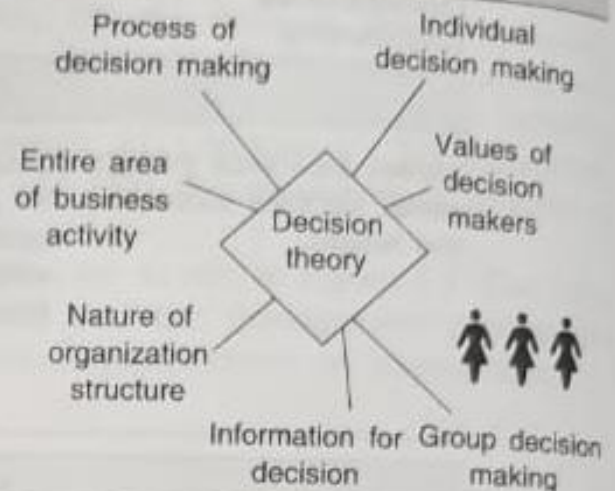 Process of
decision making
Individual
decision making
Entire area
of business
activity
Values of
decision
makers
Decision
theory
Nature of
organization
structure
Information for
decision
Group decision
making